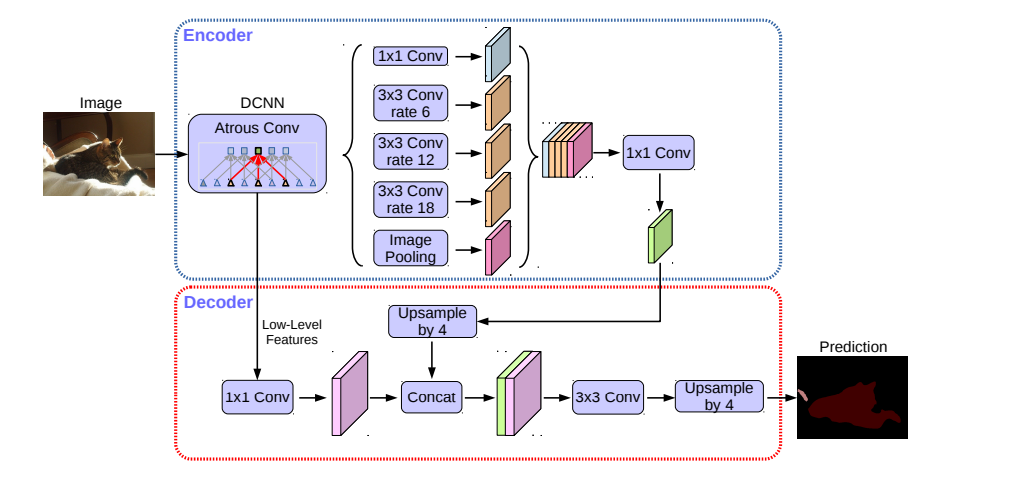 Encoder
Image
DCNN
Atrous Conv
1x1 Conv
3x3 Conv
rate 6
3x3 Conv
rate 12
3x3 Conv
rate 18
Image
Pooling
1x1 Conv
Decoder
Low-Level
Features
Upsample
by 4
1x1 Conv
Concat
3x3 Conv
Upsample
by 4
Prediction